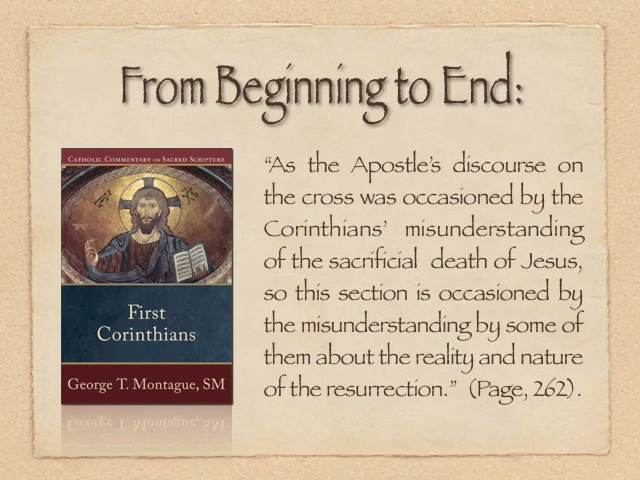 From Beginning to End:
CATHOLIC COMMENTARY ON SACRED SCRIPTURE
First
Corinthians
George T. Montague, SM
“As the Apostle’s discourse on
the cross was occasioned by the
Corinthians’ misunderstanding
of the sacrificial death of Jesus,
so this section is occasioned by
the misunderstanding by some of
them about the reality and nature
of the resurrection.” (Page, 262).